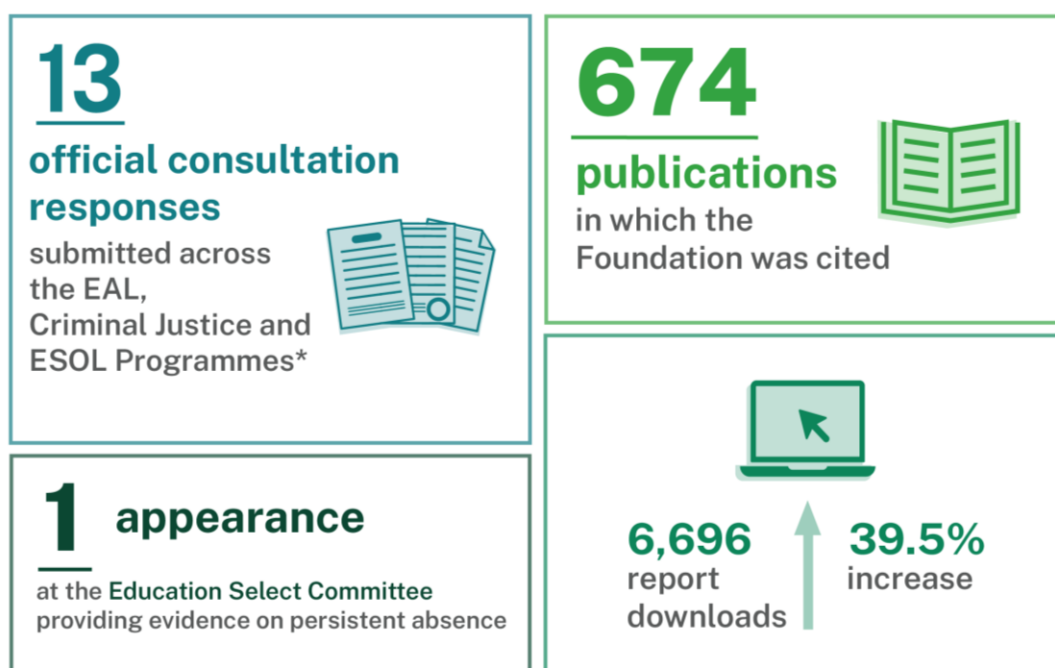 13
official consultation
responses
submitted across
the EAL,
Criminal Justice and
ESOL Programmes*
674
publications
in which the
Foundation was cited
1 appearance
at the Education Select Committee
providing evidence on persistent absence
6,696
report
downloads
39.5%
increase